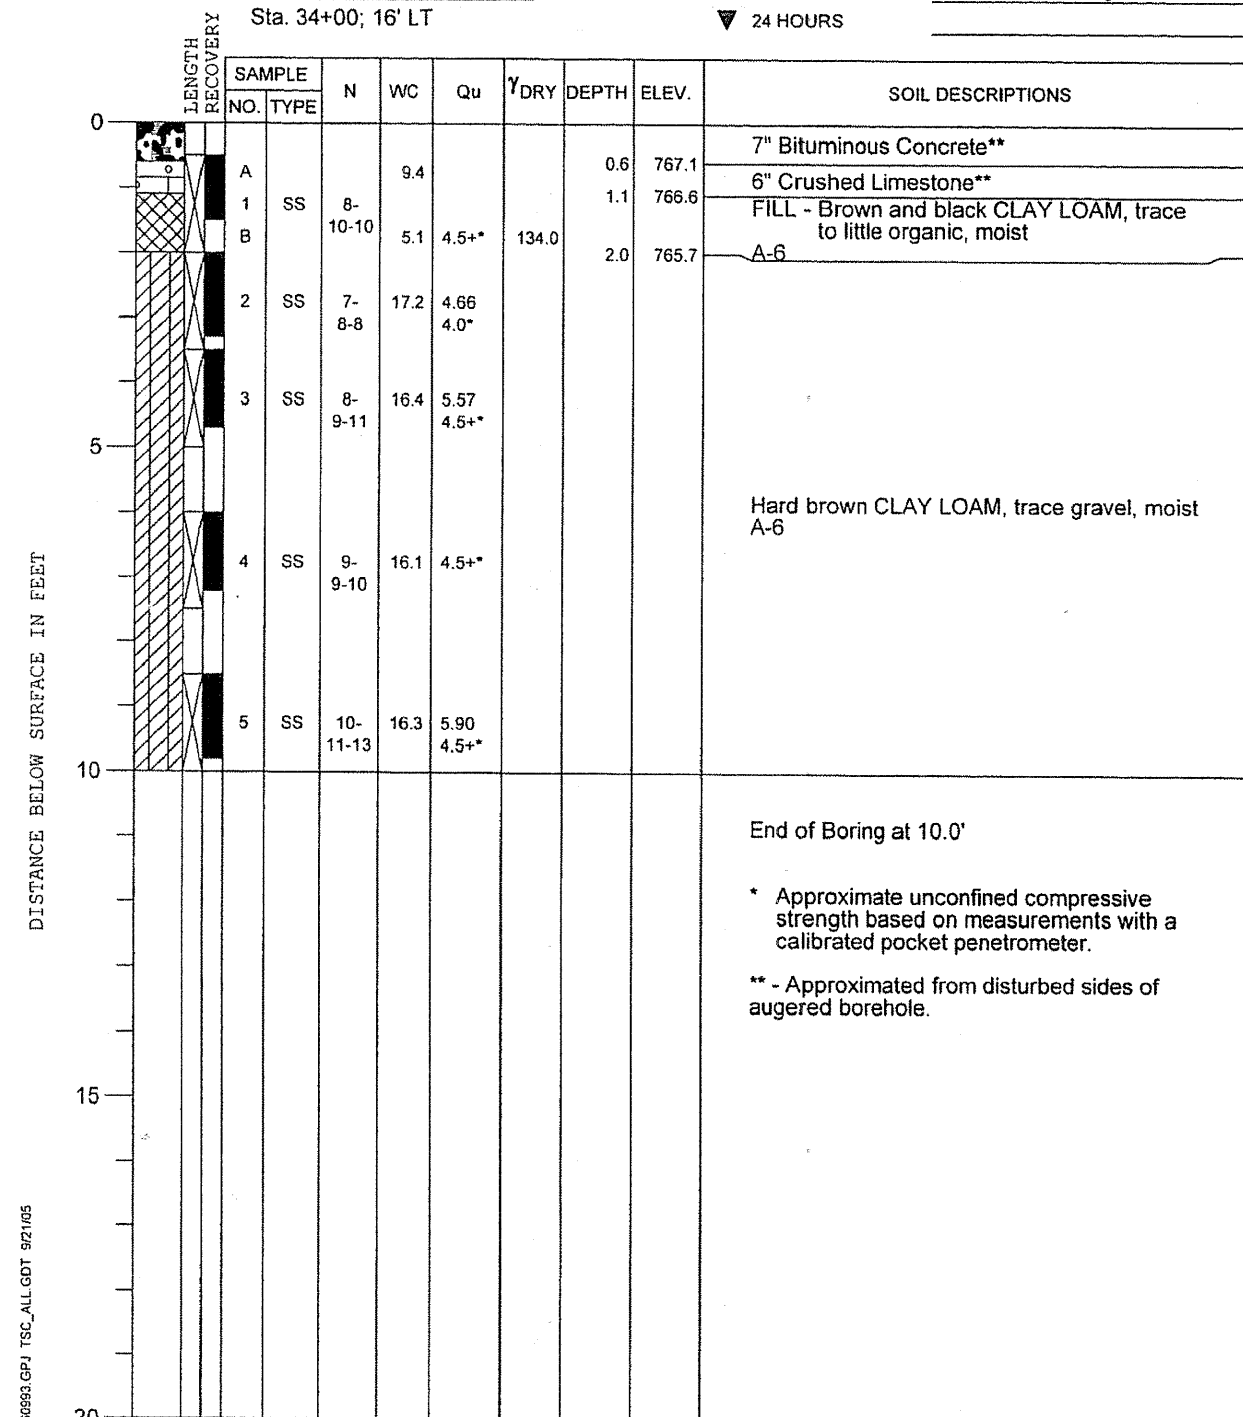 Sta. 34+00; 16' LT
24 HOURS
LENGTH
RECOVERY
SAMPLE
NO. TYPE N WC Qu γDRY DEPTH ELEV. SOIL DESCRIPTIONS
0
7" Bituminous Concrete**
A 9.4 0.6 767.1
6" Crushed Limestone**
1 SS 8- 1.1 766.6
10-10
FILL - Brown and black CLAY LOAM, trace
to little organic, moist
B 5.1 4.5+* 134.0
2.0 765.7 A-6
2 SS 7- 17.2 4.66
8-8 4.0*
3 SS 8- 16.4 5.57
9-11 4.5+*
5
Hard brown CLAY LOAM, trace gravel, moist
A-6
4 SS 9- 16.1 4.5+*
9-10
5 SS 10- 16.3 5.90
11-13 4.5+*
10
End of Boring at 10.0'
* Approximate unconfined compressive
strength based on measurements with a
calibrated pocket penetrometer.
** - Approximated from disturbed sides of
augered borehole.
15
20
DISTANCE BELOW SURFACE IN FEET
60993.GPJ TSC_ALL.GDT 9/21/05